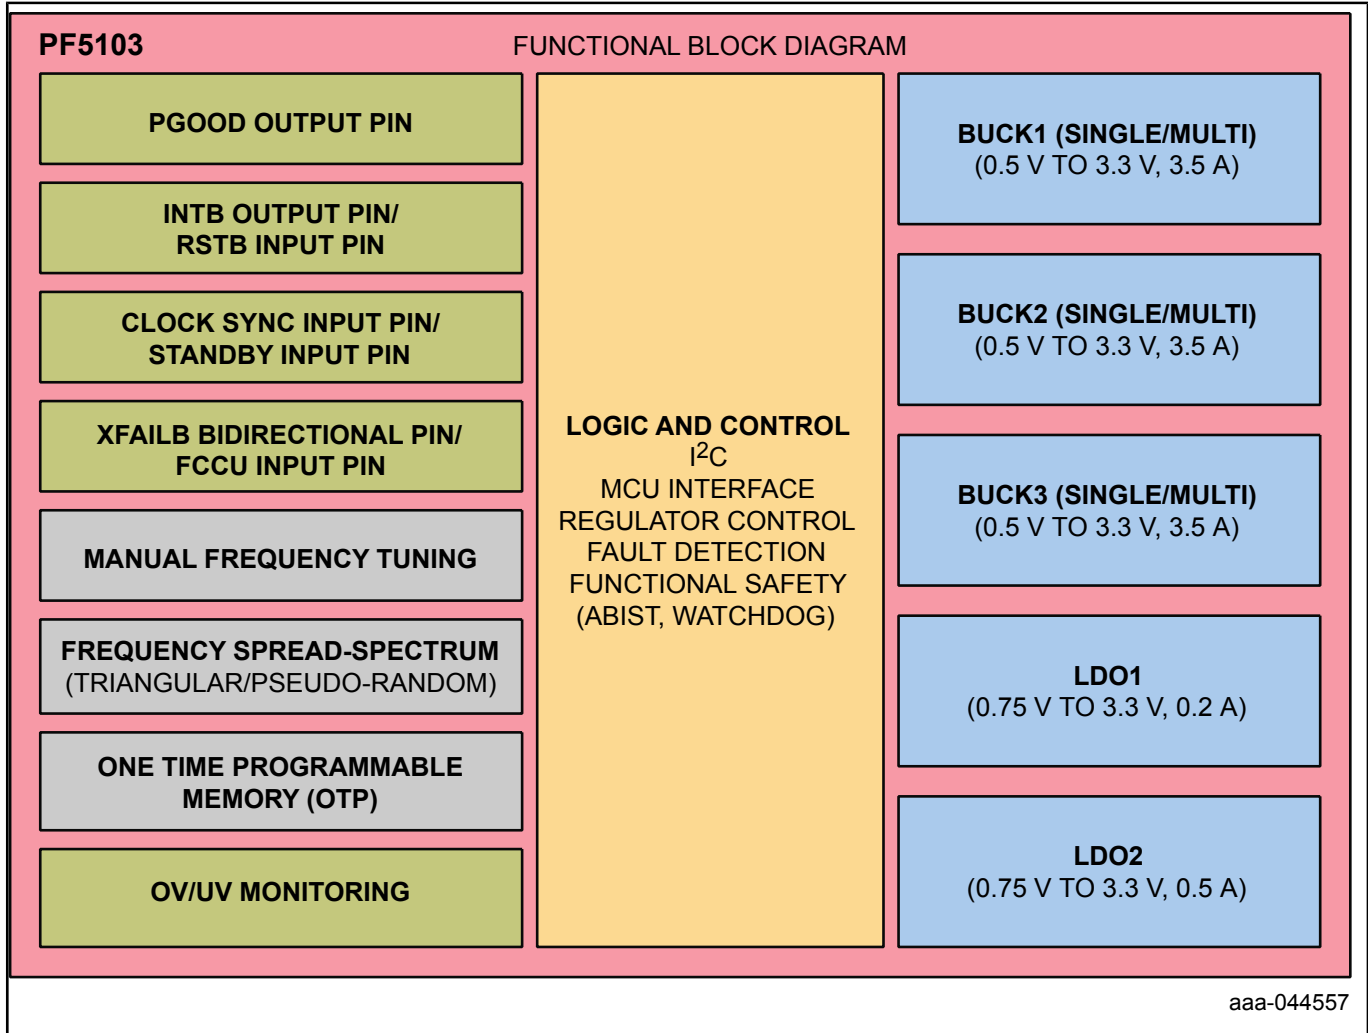 PF5103
FUNCTIONAL BLOCK DIAGRAM
PGOOD OUTPUT PIN
INTB OUTPUT PIN/
RSTB INPUT PIN
CLOCK SYNC INPUT PIN/
STANDBY INPUT PIN
XFAILB BIDIRECTIONAL PIN/
FCCU INPUT PIN
MANUAL FREQUENCY TUNING
FREQUENCY SPREAD-SPECTRUM
(TRIANGULAR/PSEUDO-RANDOM)
ONE TIME PROGRAMMABLE
MEMORY (OTP)
OV/UV MONITORING
LOGIC AND CONTROL
I²C
MCU INTERFACE
REGULATOR CONTROL
FAULT DETECTION
FUNCTIONAL SAFETY
(ABIST, WATCHDOG)
BUCK1 (SINGLE/MULTI)
(0.5 V TO 3.3 V, 3.5 A)
BUCK2 (SINGLE/MULTI)
(0.5 V TO 3.3 V, 3.5 A)
BUCK3 (SINGLE/MULTI)
(0.5 V TO 3.3 V, 3.5 A)
LDO1
(0.75 V TO 3.3 V, 0.2 A)
LDO2
(0.75 V TO 3.3 V, 0.5 A)
aaa-044557